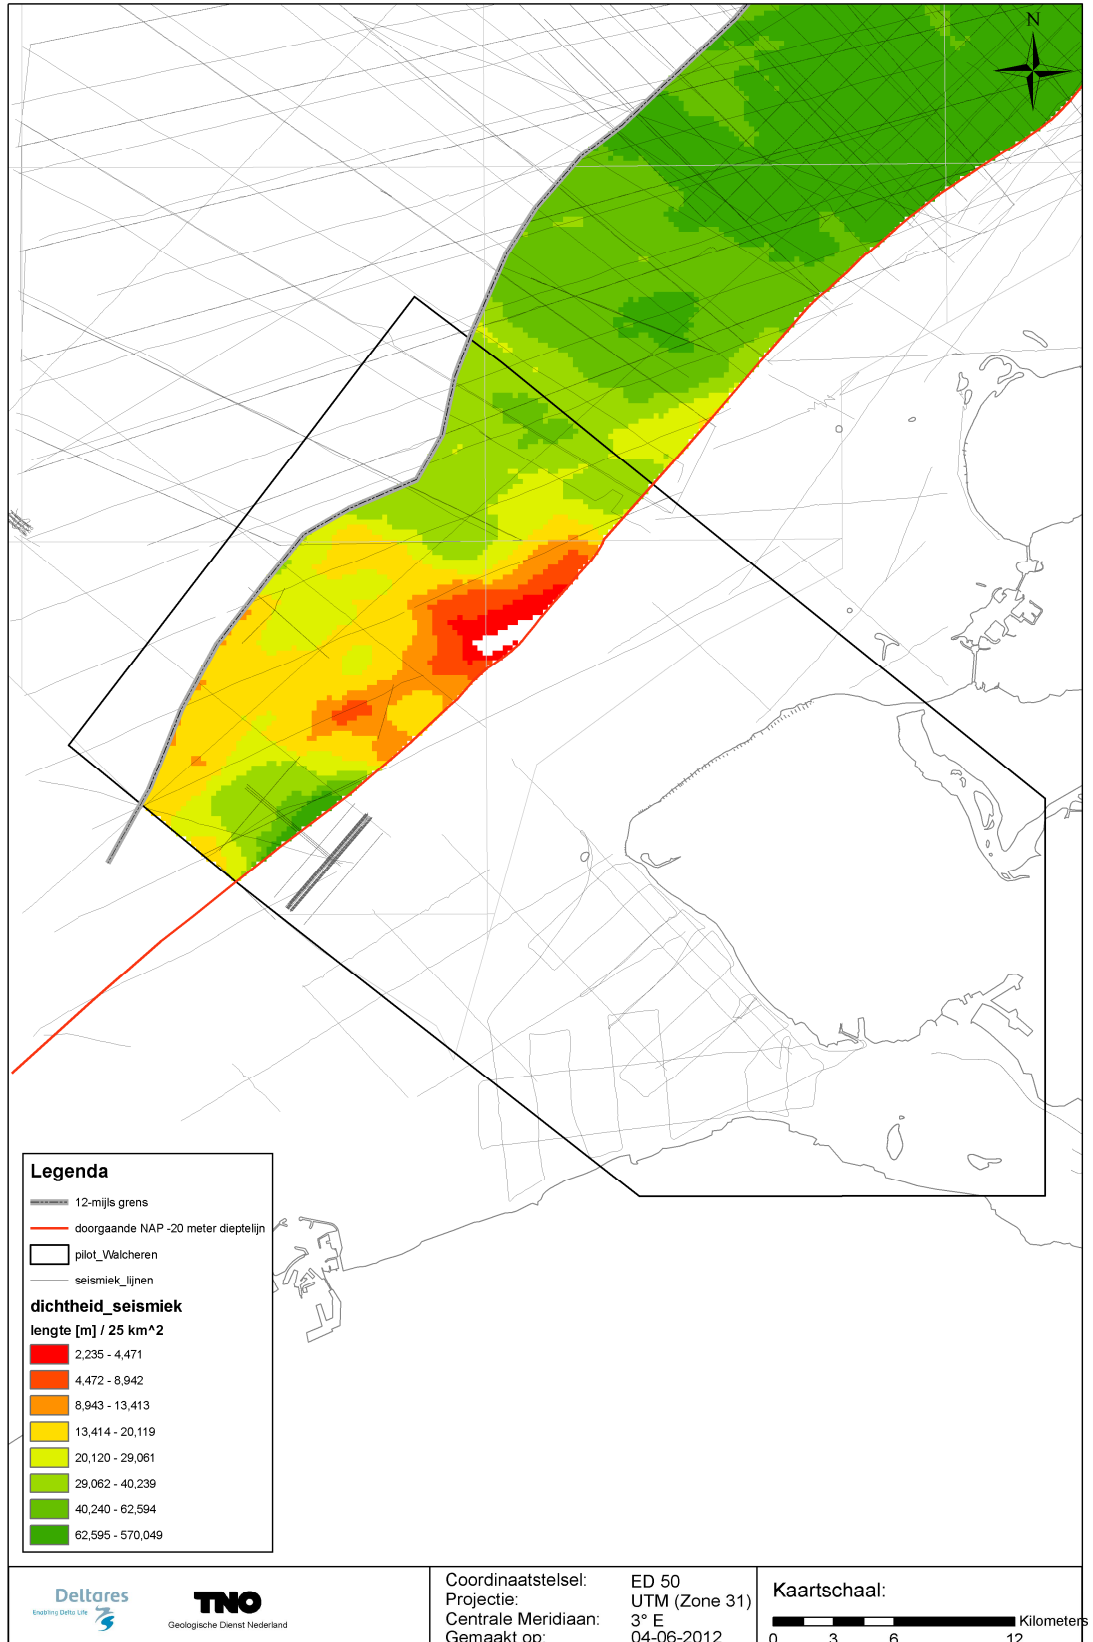 N
Legenda
12-mijls grens
doorgaande NAP -20 meter dieptelijn
pilot_Walcheren
seismiek_lijnen
dichtheid_seismiek
lengte [m] / 25 km^2
2,235 - 4,471
4,472 - 8,942
8,943 - 13,413
13,414 - 20,119
20,120 - 29,061
29,062 - 40,239
40,240 - 62,594
62,595 - 570,049
Deltares
Enabling Delta Life
TNO
Geologische Dienst Nederland
Coordinaatstelsel: ED 50
Projectie: UTM (Zone 31)
Centrale Meridiaan: 3° E
Gemaakt op: 04-06-2012
Kaartschaal:
Kilometers
0 3 6 12